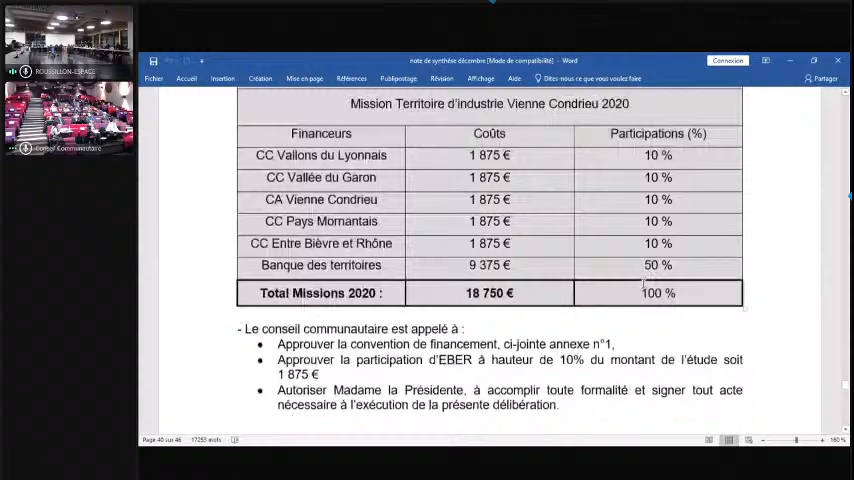 ROUSSILLON-ESPACE
Conseil Communautaire
note de synthèse décembre [Mode de compatibilité] - Word
Connexion
Fichier Accueil Insertion Création Mise en page Références Publipostage Révision Affichage Aide Dites-nous ce que vous voulez faire Partager
Mission Territoire d'industrie Vienne Condrieu 2020
Financeurs Coûts Participations (%)
CC Vallons du Lyonnais 1 875 € 10 %
CC Vallée du Garon 1 875 € 10 %
CA Vienne Condrieu 1 875 € 10 %
CC Pays Mornantais 1 875 € 10 %
CC Entre Bièvre et Rhône 1 875 € 10 %
Banque des territoires 9 375 € 50 %
Total Missions 2020 : 18 750 € 100 %
- Le conseil communautaire est appelé à :
• Approuver la convention de financement, ci-jointe annexe n°1,
• Approuver la participation d'EBER à hauteur de 10% du montant de l'étude soit
1 875 €
• Autoriser Madame la Présidente, à accomplir toute formalité et signer tout acte
nécessaire à l'exécution de la présente délibération.
Page 40 sur 46 17253 mots 160 %